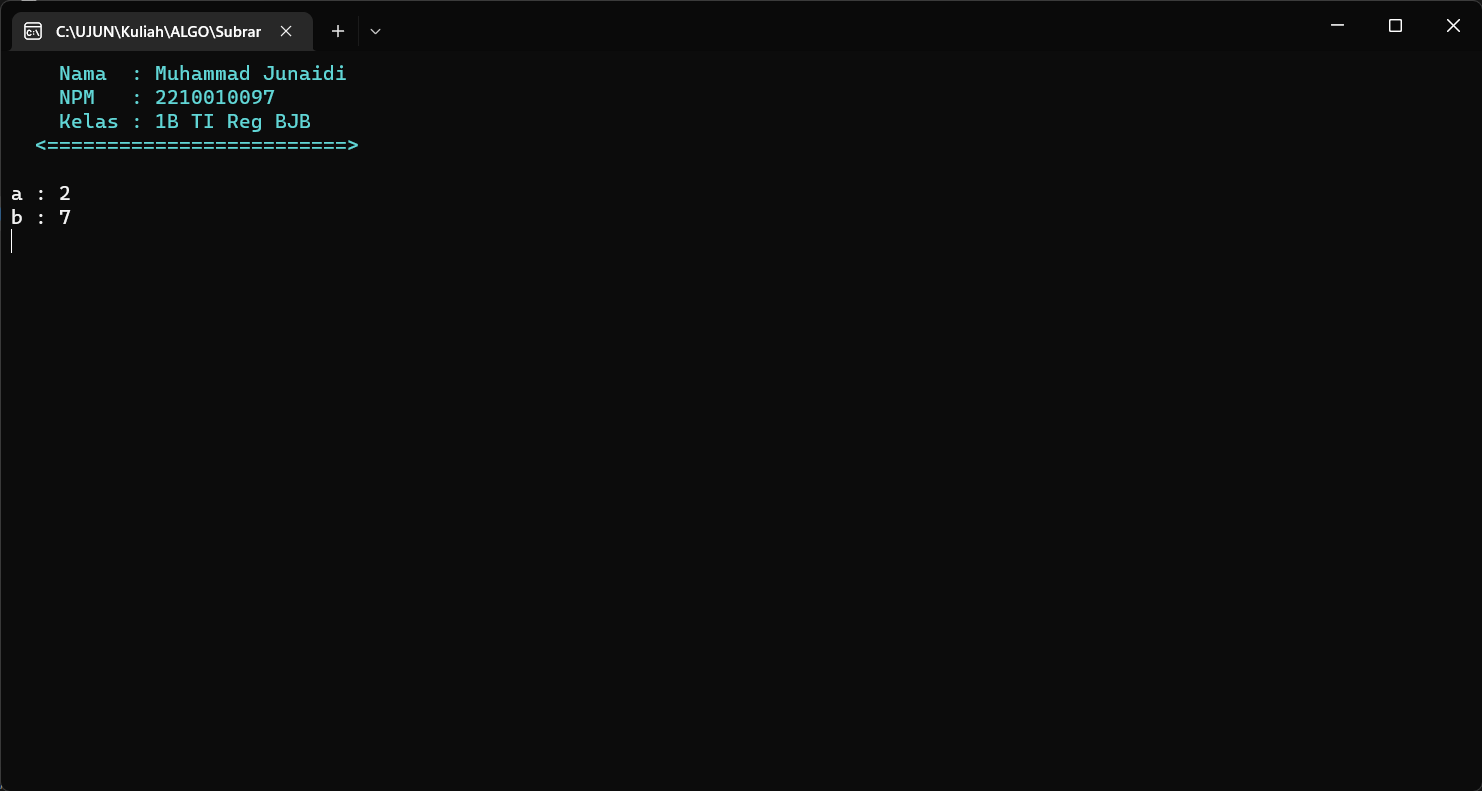 C:\UJUN\Kuliah\ALGO\Subrar
Nama  : Muhammad Junaidi
NPM   : 2210010097
Kelas : 1B TI Reg BJB
<=========================>
a : 2
b : 7